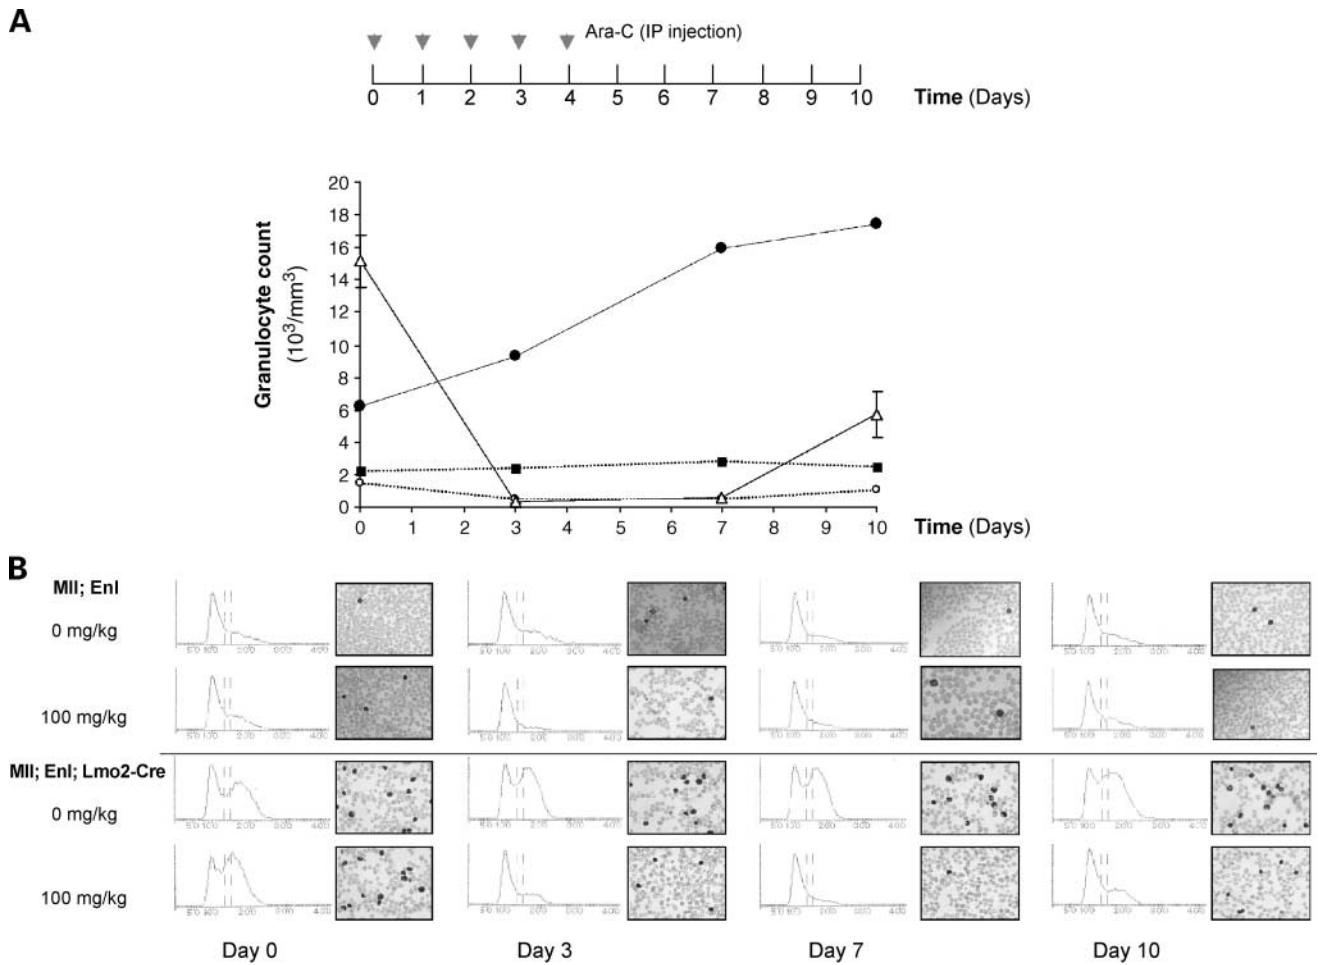 A
Ara-C (IP injection)
0 1 2 3 4 5 6 7 8 9 10 Time (Days)
Granulocyte count
(10³/mm³)
20
18
16
14
12
10
8
6
4
2
0
0 1 2 3 4 5 6 7 8 9 10 Time (Days)
B
Mll; Enl
0 mg/kg
100 mg/kg
Mll; Enl; Lmo2-Cre
0 mg/kg
100 mg/kg
Day 0 Day 3 Day 7 Day 10